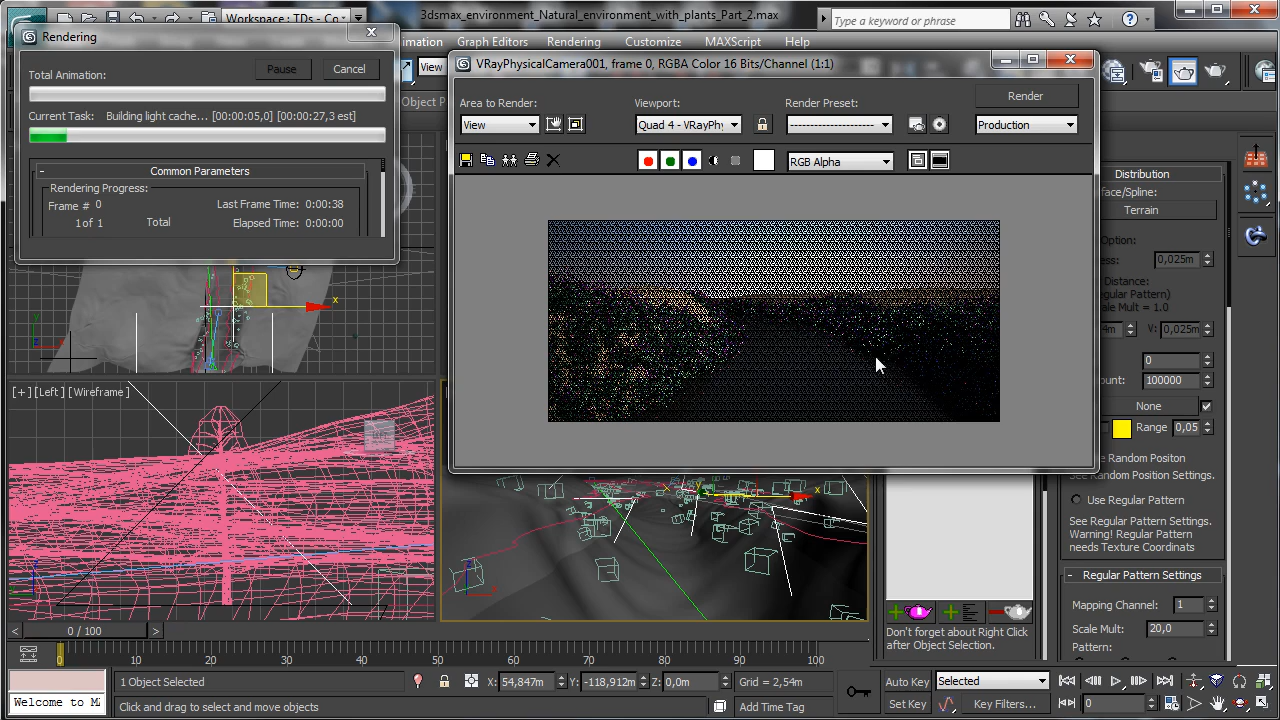 Workspace : TDs - Co
3dsmax_environment_Natural_environment_with_plants_Part_2.max
Type a keyword or phrase
Rendering
Graph Editors
Rendering
Customize
MAXScript
Help
Total Animation:
Pause
Cancel
View
Current Task:
Building light cache... [00:00:05,0] [00:00:27,3 est]
Common Parameters
Rendering Progress:
Frame #
0
Last Frame Time:
0:00:38
1 of 1
Total
Elapsed Time:
0:00:00
VRayPhysicalCamera001, frame 0, RGBA Color 16 Bits/Channel (1:1)
Area to Render:
View
Viewport:
Quad 4 - VRayPhy
Render Preset:
-----------------------
Render
Production
RGB Alpha
Distribution
face/Spline:
Terrain
Option:
0,025m
Distance:
gular Pattern)
le Mult = 1.0
V:
0,025m
0
ount:
100000
None
Range
0,05
Random Positon
See Random Position Settings.
Use Regular Pattern
See Regular Pattern Settings.
Warning! Regular Pattern
needs Texture Coordinats
Regular Pattern Settings
Mapping Channel:
1
Scale Mult:
20,0
Pattern:
[+] [Left] [Wireframe]
LEFT
x
y
x
Don't forget about Right Click
after Object Selection.
0 / 100
0 10 20 30 40 50 60 70 80 90 100
1 Object Selected
X:
54,847m
Y:
-118,912m
Z:
0,0m
Grid = 2,54m
Auto Key
Selected
Welcome to M
Click and drag to select and move objects
Add Time Tag
Set Key
Key Filters...
0